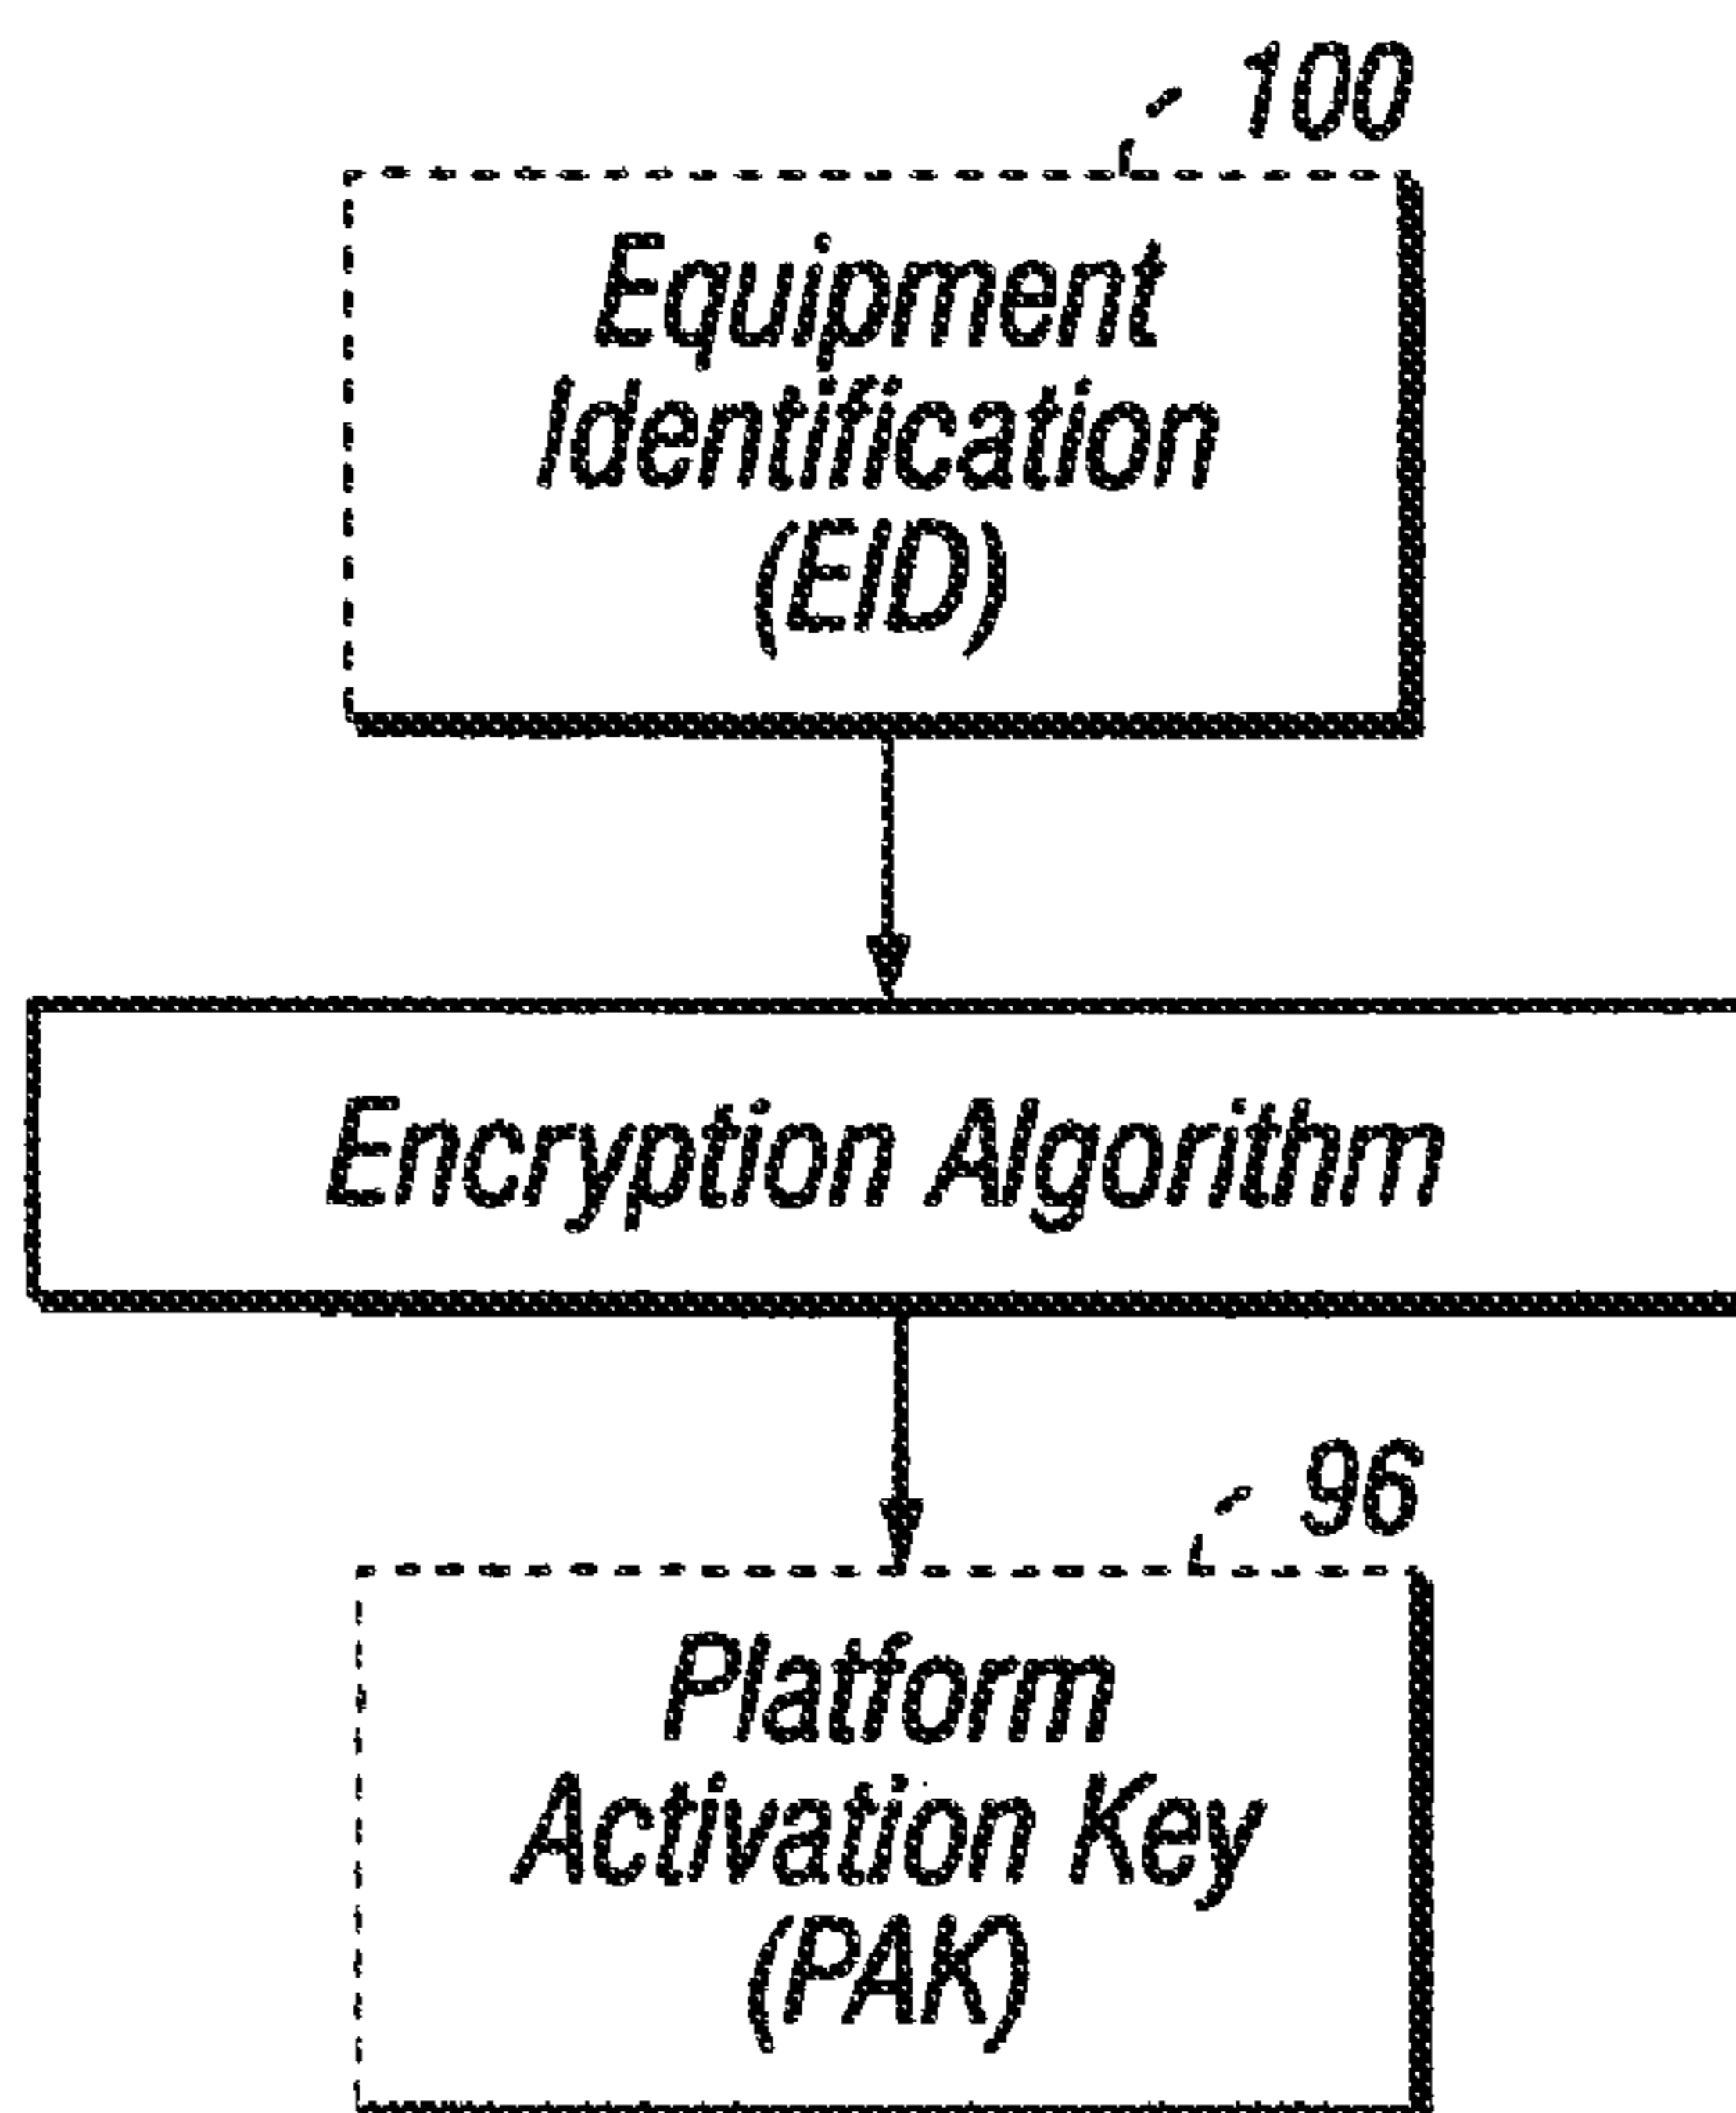 100
Equipment
Identification
(EID)
Encryption Algorithm
96
Platform
Activation Key
(PAK)